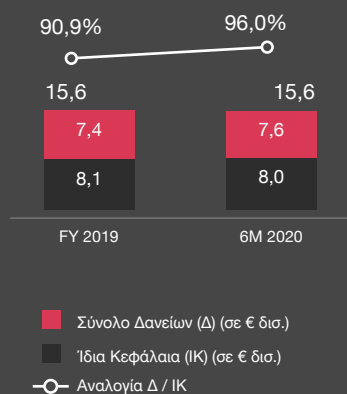 90,9% 96,0%
15,6 15,6
7,4 7,6
8,1 8,0
FY 2019 6M 2020
Σύνολο Δανείων (Δ) (σε € δισ.)
Ίδια Κεφάλαια (ΙΚ) (σε € δισ.)
Αναλογία Δ / ΙΚ